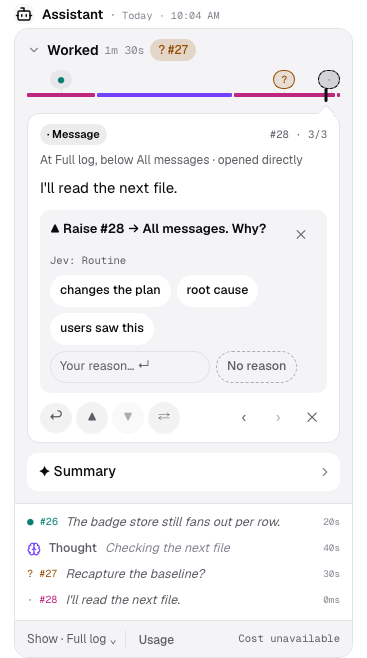 Assistant · Today · 10:04 AM
Worked 1m 30s ? #27
?
· Message #28 · 3/3
At Full log, below All messages · opened directly
I'll read the next file.
▲ Raise #28 → All messages. Why?
Jev: Routine
changes the plan root cause
users saw this
Your reason… ↵ No reason
Summary
#26 The badge store still fans out per row. 20s
Thought Checking the next file 40s
? #27 Recapture the baseline? 30s
· #28 I'll read the next file. 0ms
Show · Full log Usage Cost unavailable